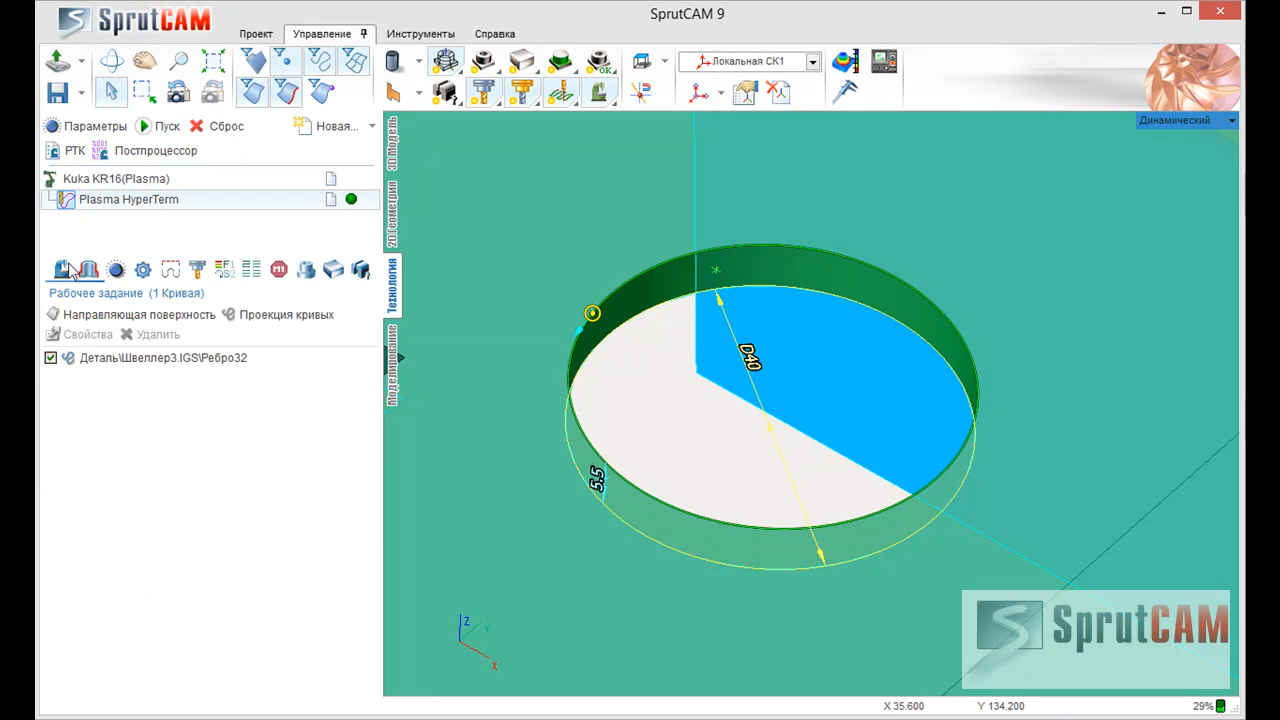 SprutCAM
SprutCAM 9
Проект
Управление
Инструменты
Справка
Локальная СК1
Параметры
Пуск
Сброс
Новая...
РТК
Постпроцессор
Kuka KR16(Plasma)
Plasma HyperTerm
Рабочее задание (1 Кривая)
Направляющая поверхность
Проекция кривых
Свойства
Удалить
Деталь\Швеллер3.IGS\Ребро32
3D Модель
2D Геометрия
Технология
Моделирование
Динамический
D40
5.5
Z
Y
X
SprutCAM
X 35.600
Y 134.200
29%